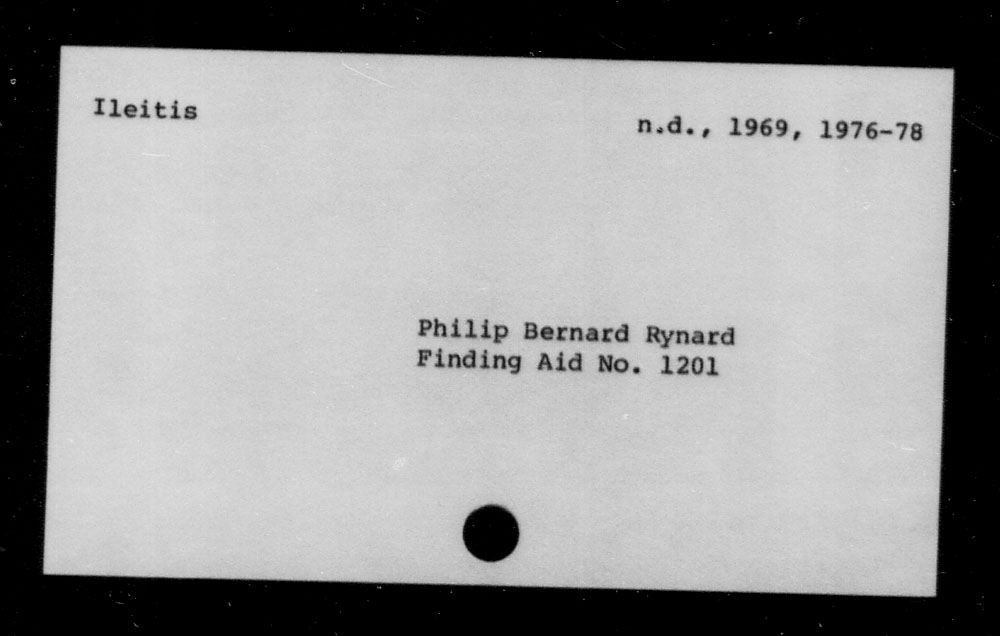 Ileitis
n.d., 1969, 1976-78
Philip Bernard Rynard
Finding Aid No. 1201